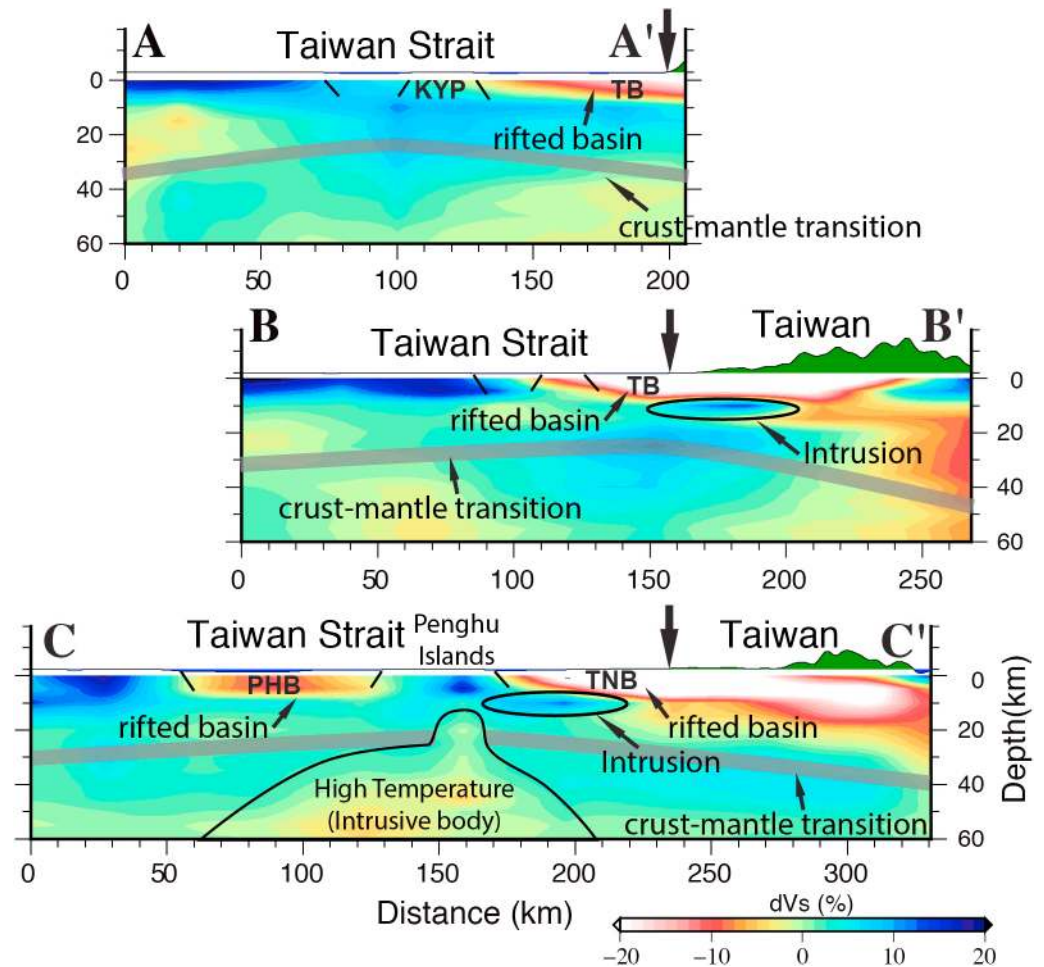 A Taiwan Strait A'
0 KYP TB
20 rifted basin
40
crust-mantle transition
60
0 50 100 150 200
B Taiwan Strait Taiwan B'
TB 0
rifted basin
20
Intrusion
crust-mantle transition 40
60
0 50 100 150 200 250
C Taiwan Strait Penghu Islands Taiwan C'
PHB TNB 0
rifted basin rifted basin
20
Intrusion
High Temperature 40
(Intrusive body) crust-mantle transition
60
Depth(km)
0 50 100 150 200 250 300
Distance (km)
dVs (%)
−20 −10 0 10 20